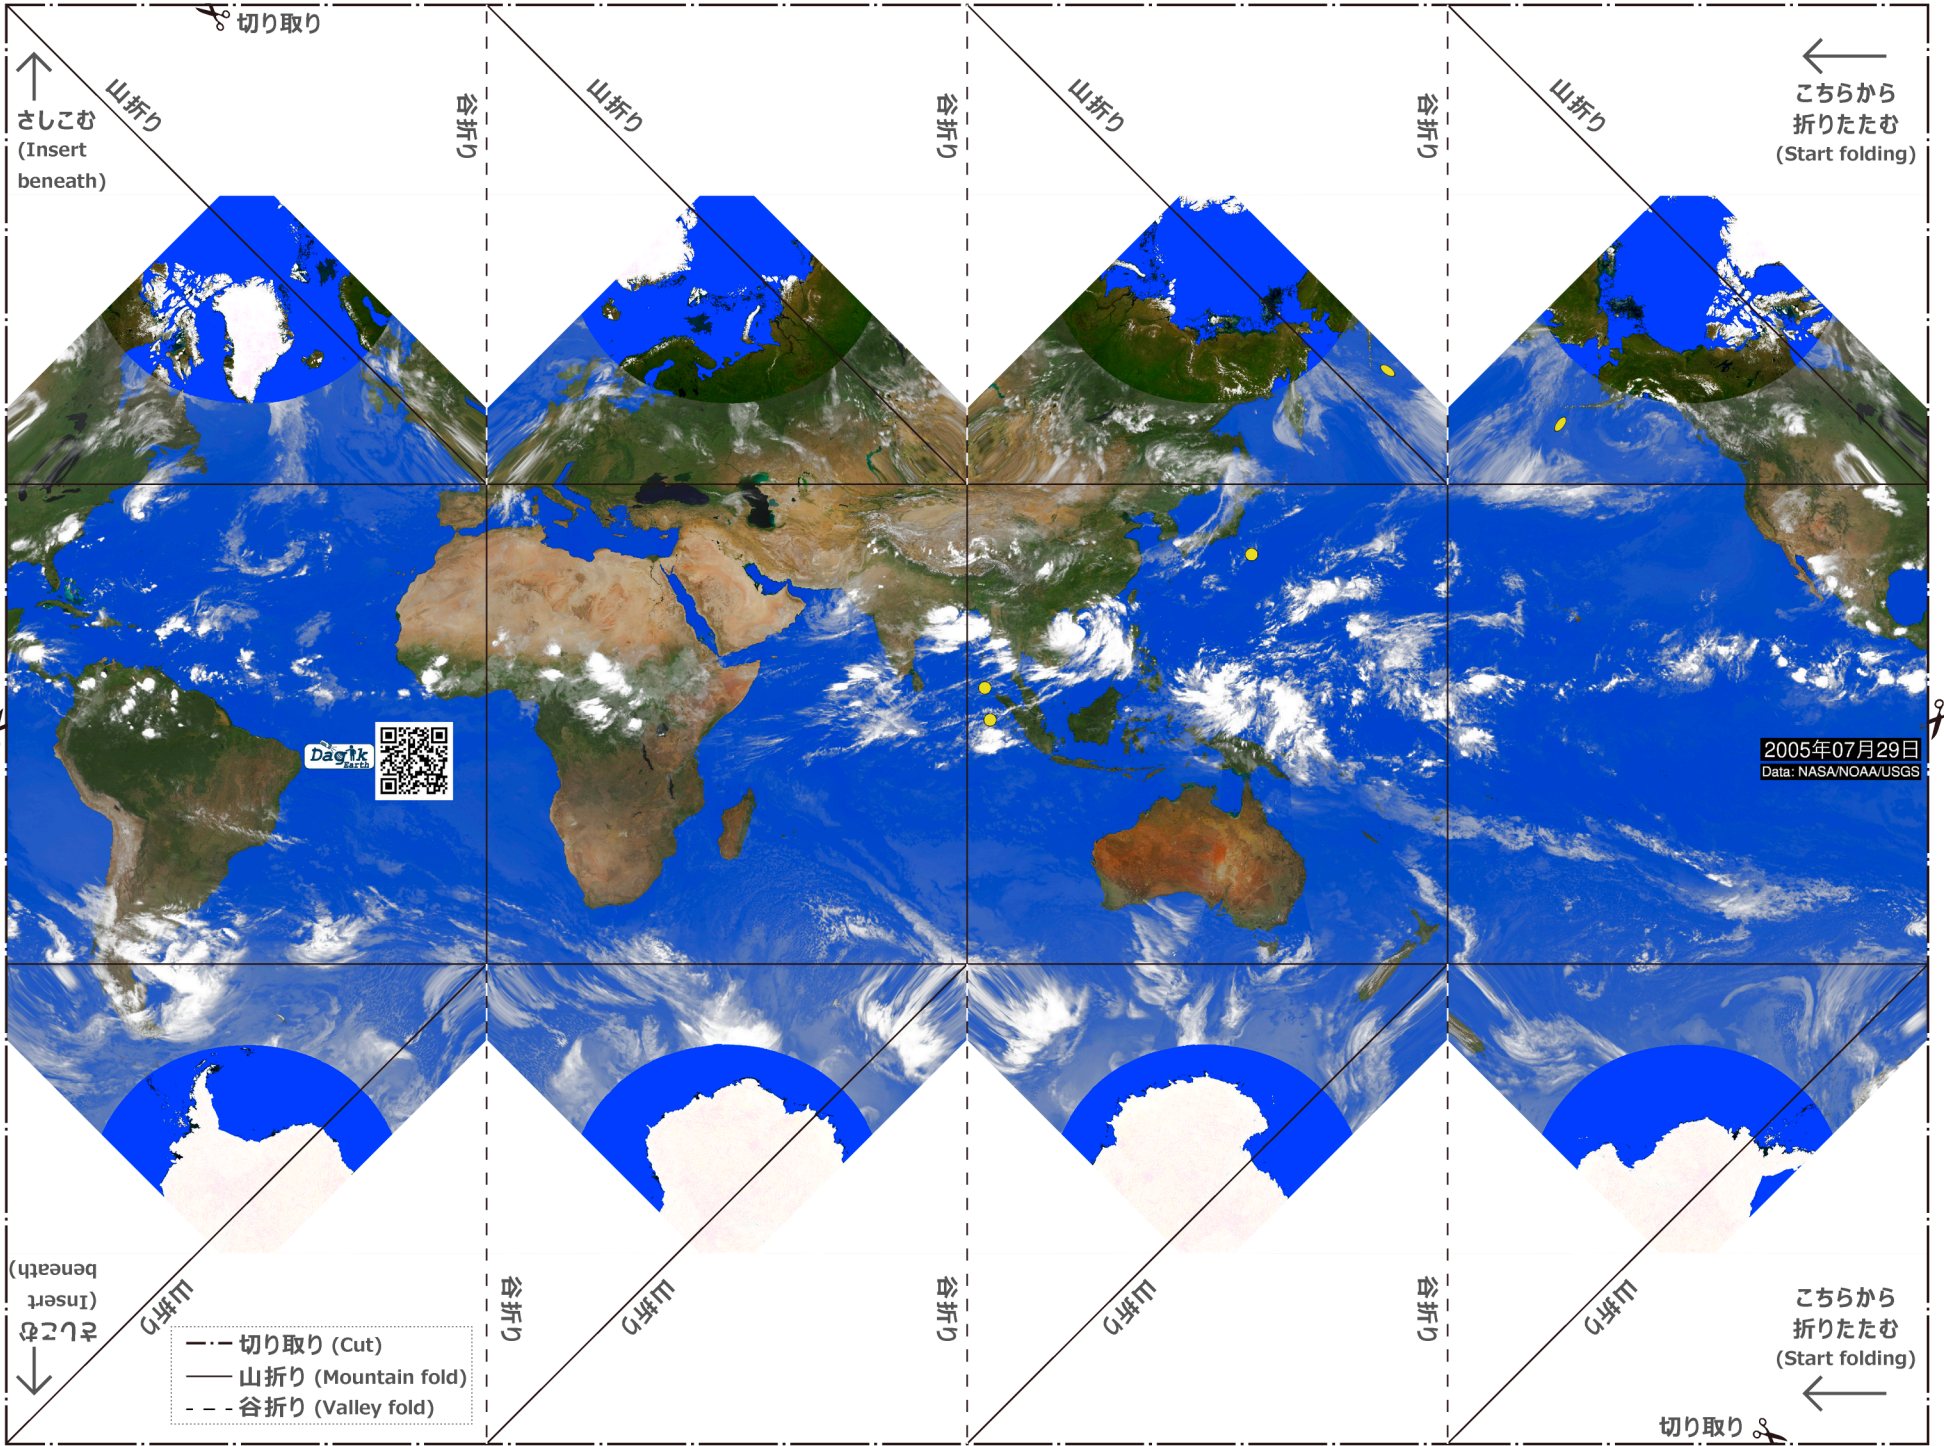 切り取り
山折り
谷折り
山折り
谷折り
山折り
谷折り
山折り
さしこむ
(Insert
beneath)
こちらから
折りたたむ
(Start folding)
Dagik
Earth
2005年07月29日
Data: NASA/NOAA/USGS
さしこむ
(Insert
beneath)
山折り
谷折り
山折り
谷折り
山折り
谷折り
山折り
こちらから
折りたたむ
(Start folding)
切り取り (Cut)
山折り (Mountain fold)
谷折り (Valley fold)
切り取り